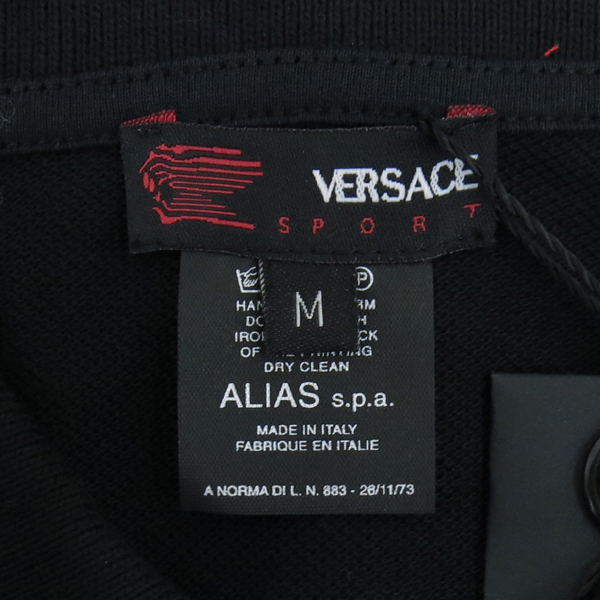 VERSACE
SPORT
M
P
DRY CLEAN
ALIAS s.p.a.
MADE IN ITALY
FABRIQUE EN ITALIE
A NORMA DI L. N. 883 - 26/11/73